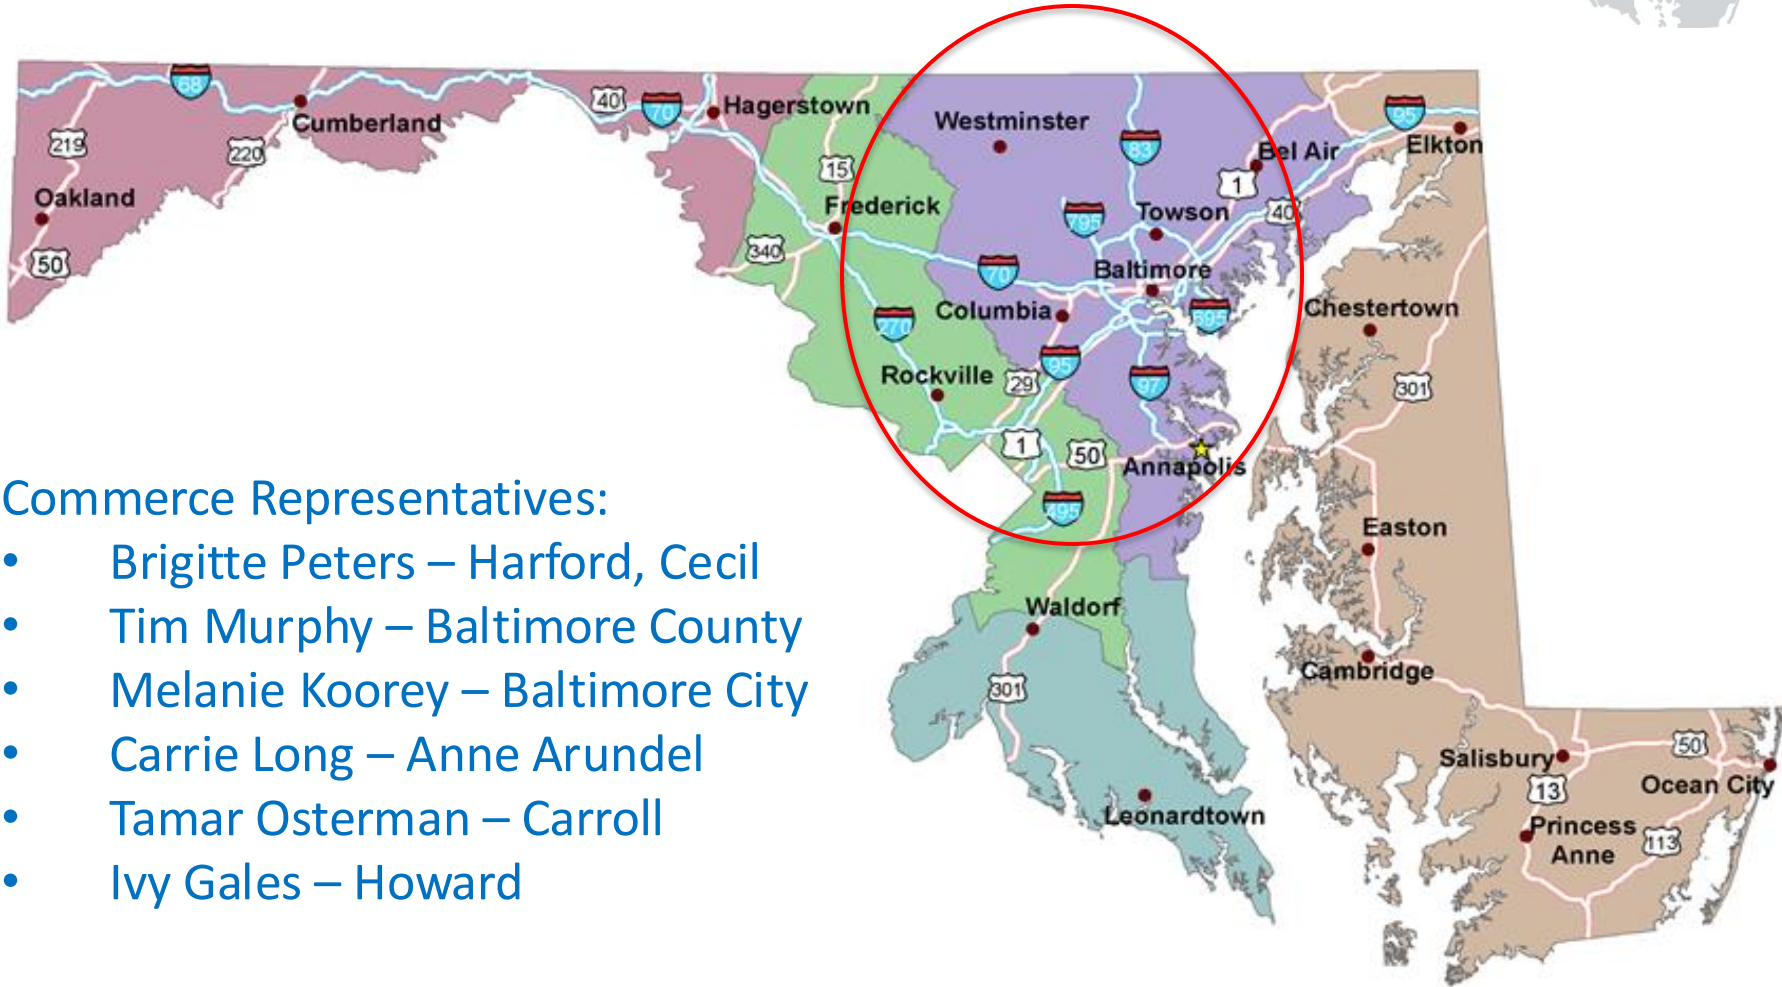 68
40
70
Hagerstown
95
Cumberland
Westminster
83
Elkton
219
220
15
Bel Air
1
Oakland
Frederick
795
Towson
40
50
340
70
Baltimore
Columbia
695
Chestertown
270
Rockville
29
95
97
301
1
50
Annapolis
495
Easton
Waldorf
Cambridge
301
Salisbury
50
Ocean City
13
Leonardtown
Princess
Anne
113
Commerce Representatives:
• Brigitte Peters – Harford, Cecil
• Tim Murphy – Baltimore County
• Melanie Koorey – Baltimore City
• Carrie Long – Anne Arundel
• Tamar Osterman – Carroll
• Ivy Gales – Howard